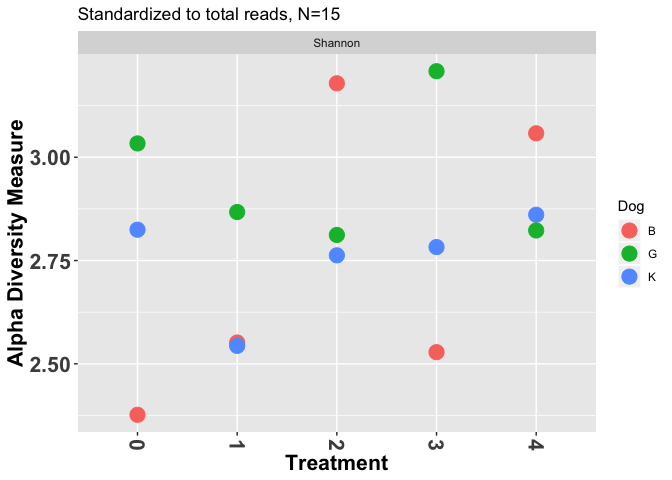 Standardized to total reads, N=15
Shannon
Alpha Diversity Measure
3.00
2.75
2.50
0
1
2
3
4
Treatment
Dog
B
G
K